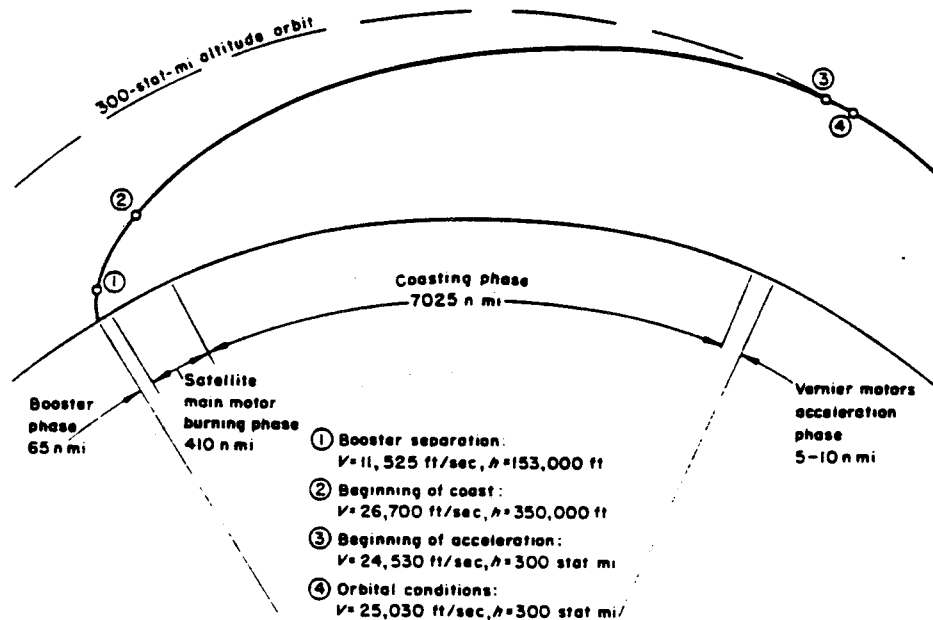 300-stat-mi altitude orbit
③
④
②
①
Coasting phase
7025 n mi
Booster
phase
65 n mi
Satellite
main motor
burning phase
410 n mi
Vernier motors
acceleration
phase
5-10 n mi
① Booster separation:
V=11,525 ft/sec, h=153,000 ft
② Beginning of coast:
V=26,700 ft/sec, h=350,000 ft
③ Beginning of acceleration:
V=24,530 ft/sec, h=300 stat mi
④ Orbital conditions:
V=25,030 ft/sec, h=300 stat mi